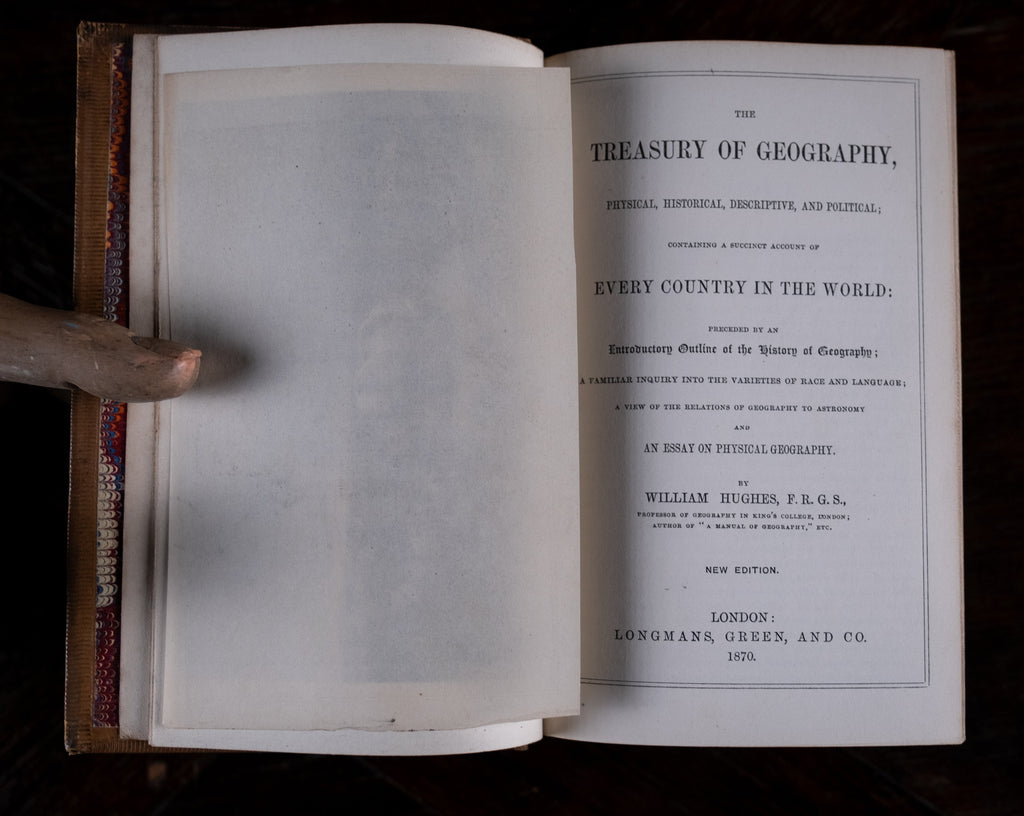 THE
TREASURY OF GEOGRAPHY,
PHYSICAL, HISTORICAL, DESCRIPTIVE, AND POLITICAL;
CONTAINING A SUCCINCT ACCOUNT OF
EVERY COUNTRY IN THE WORLD:
PRECEDED BY AN
Introductory Outline of the History of Geography;
A FAMILIAR INQUIRY INTO THE VARIETIES OF RACE AND LANGUAGE;
A VIEW OF THE RELATIONS OF GEOGRAPHY TO ASTRONOMY
AND
AN ESSAY ON PHYSICAL GEOGRAPHY.
BY
WILLIAM HUGHES, F.R.G.S.,
PROFESSOR OF GEOGRAPHY IN KING'S COLLEGE, LONDON;
AUTHOR OF "A MANUAL OF GEOGRAPHY," ETC.
NEW EDITION.
LONDON:
LONGMANS, GREEN, AND CO.
1870.